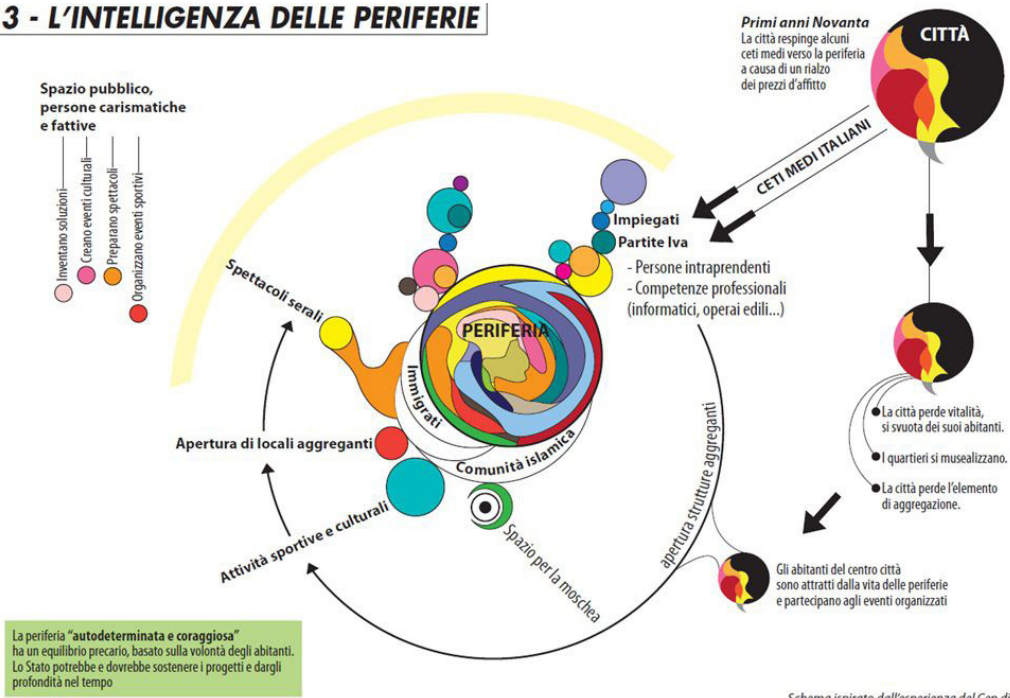 3 - L'INTELLIGENZA DELLE PERIFERIE
Primi anni Novanta
La città respinge alcuni
ceti medi verso la periferia
a causa di un rialzo
dei prezzi d'affitto
CITTÀ
Spazio pubblico,
persone carismatiche
e fattive
Inventano soluzioni
Creano eventi culturali
Preparano spettacoli
Organizzano eventi sportivi
CETI MEDI ITALIANI
Impiegati
Partite Iva
- Persone intraprendenti
- Competenze professionali
(informatici, operai edili...)
Spettacoli serali
PERIFERIA
Immigrati
Comunità islamica
Apertura di locali aggreganti
Attività sportive e culturali
Spazio per la moschea
apertura strutture aggreganti
La città perde vitalità,
si svuota dei suoi abitanti.
I quartieri si musealizzano.
La città perde l'elemento
di aggregazione.
Gli abitanti del centro città
sono attratti dalla vita delle periferie
e partecipano agli eventi organizzati
La periferia "autodeterminata e coraggiosa"
ha un equilibrio precario, basato sulla volontà degli abitanti.
Lo Stato potrebbe e dovrebbe sostenere i progetti e dargli
profondità nel tempo
Schema ispirato dall'esperienza del Cep di